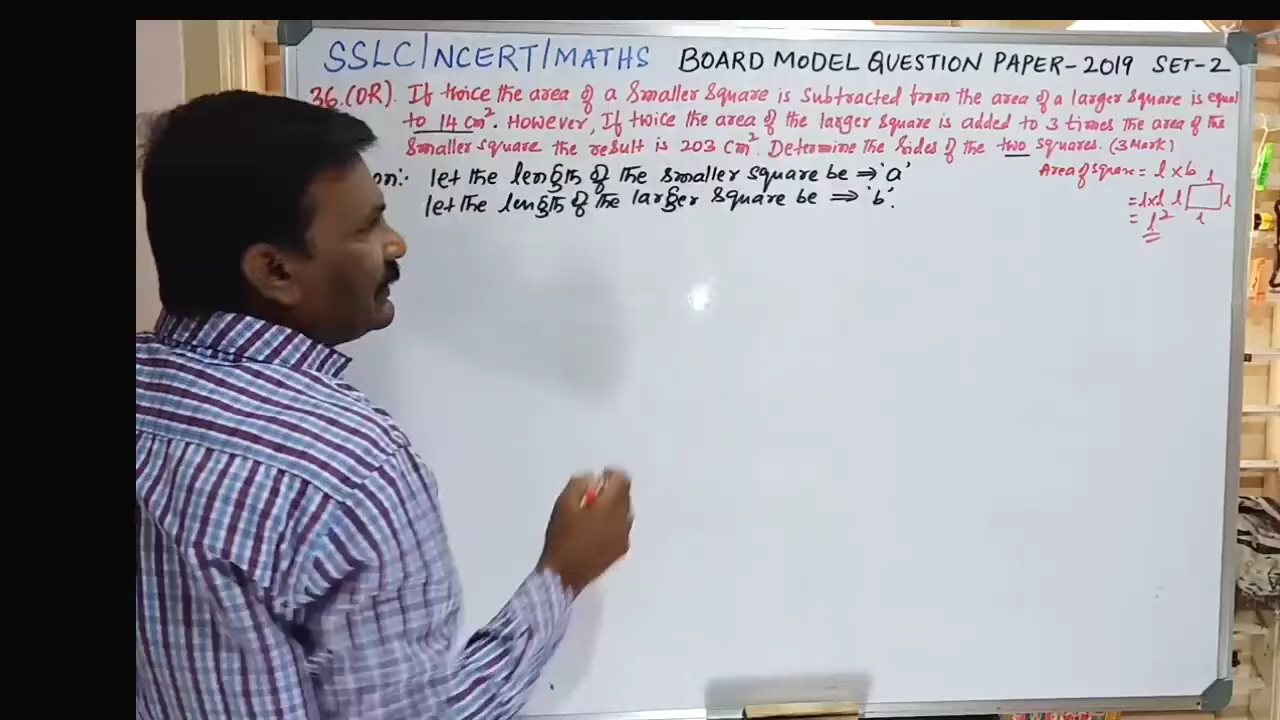 SSLC/NCERT/MATHS BOARD MODEL QUESTION PAPER-2019 SET-2
36.(OR). If twice the area of a smaller square is subtracted from the area of a larger square is equal
to 14 cm². However, If twice the area of the larger square is added to 3 times the area of the
smaller square the result is 203 cm². Determine the sides of the two squares. (3 Mark)
on:- let the length of the smaller square be ⇒ 'a'
let the length of the larger square be ⇒ 'b'.
Area of square = l x b
= l x l
= l²
l
l
l
l